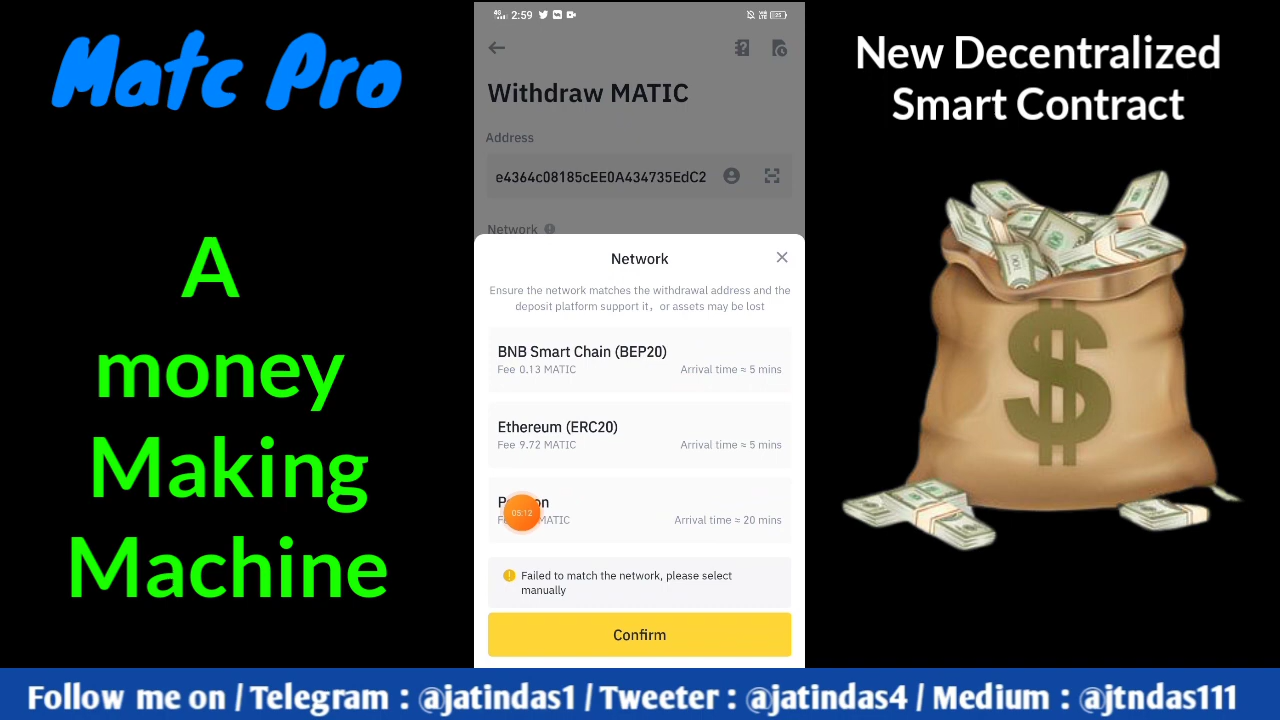 Matc Pro
A
money
Making
Machine
4G 2:59
Withdraw MATIC
Address
e4364c08185cEE0A434735EdC2
Network
Network
Ensure the network matches the withdrawal address and the
deposit platform support it, or assets may be lost
BNB Smart Chain (BEP20)
Fee 0.13 MATIC Arrival time ≈ 5 mins
Ethereum (ERC20)
Fee 9.72 MATIC Arrival time ≈ 5 mins
05:12
MATIC Arrival time ≈ 20 mins
Failed to match the network, please select
manually
Confirm
New Decentralized
Smart Contract
$
Follow me on / Telegram : @jatindas1 / Tweeter : @jatindas4 / Medium : @jtndas111